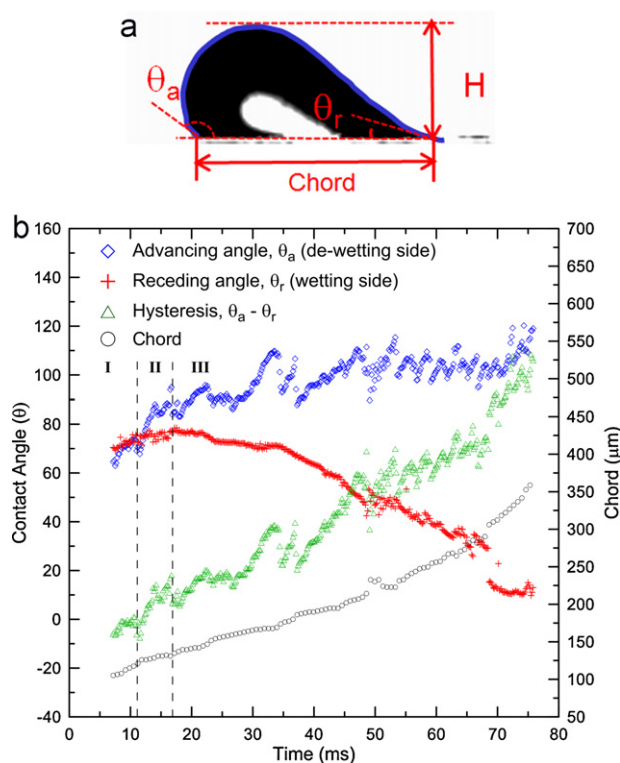 a
θa
θr
H
Chord
b
160
140
120
100
80
60
40
20
0
-20
-40
Contact Angle (θ)
◇ Advancing angle, θa (de-wetting side)
+ Receding angle, θr (wetting side)
△ Hysteresis, θa - θr
○ Chord
I II III
700
650
600
550
500
450
400
350
300
250
200
150
100
50
Chord (μm)
0 10 20 30 40 50 60 70 80
Time (ms)